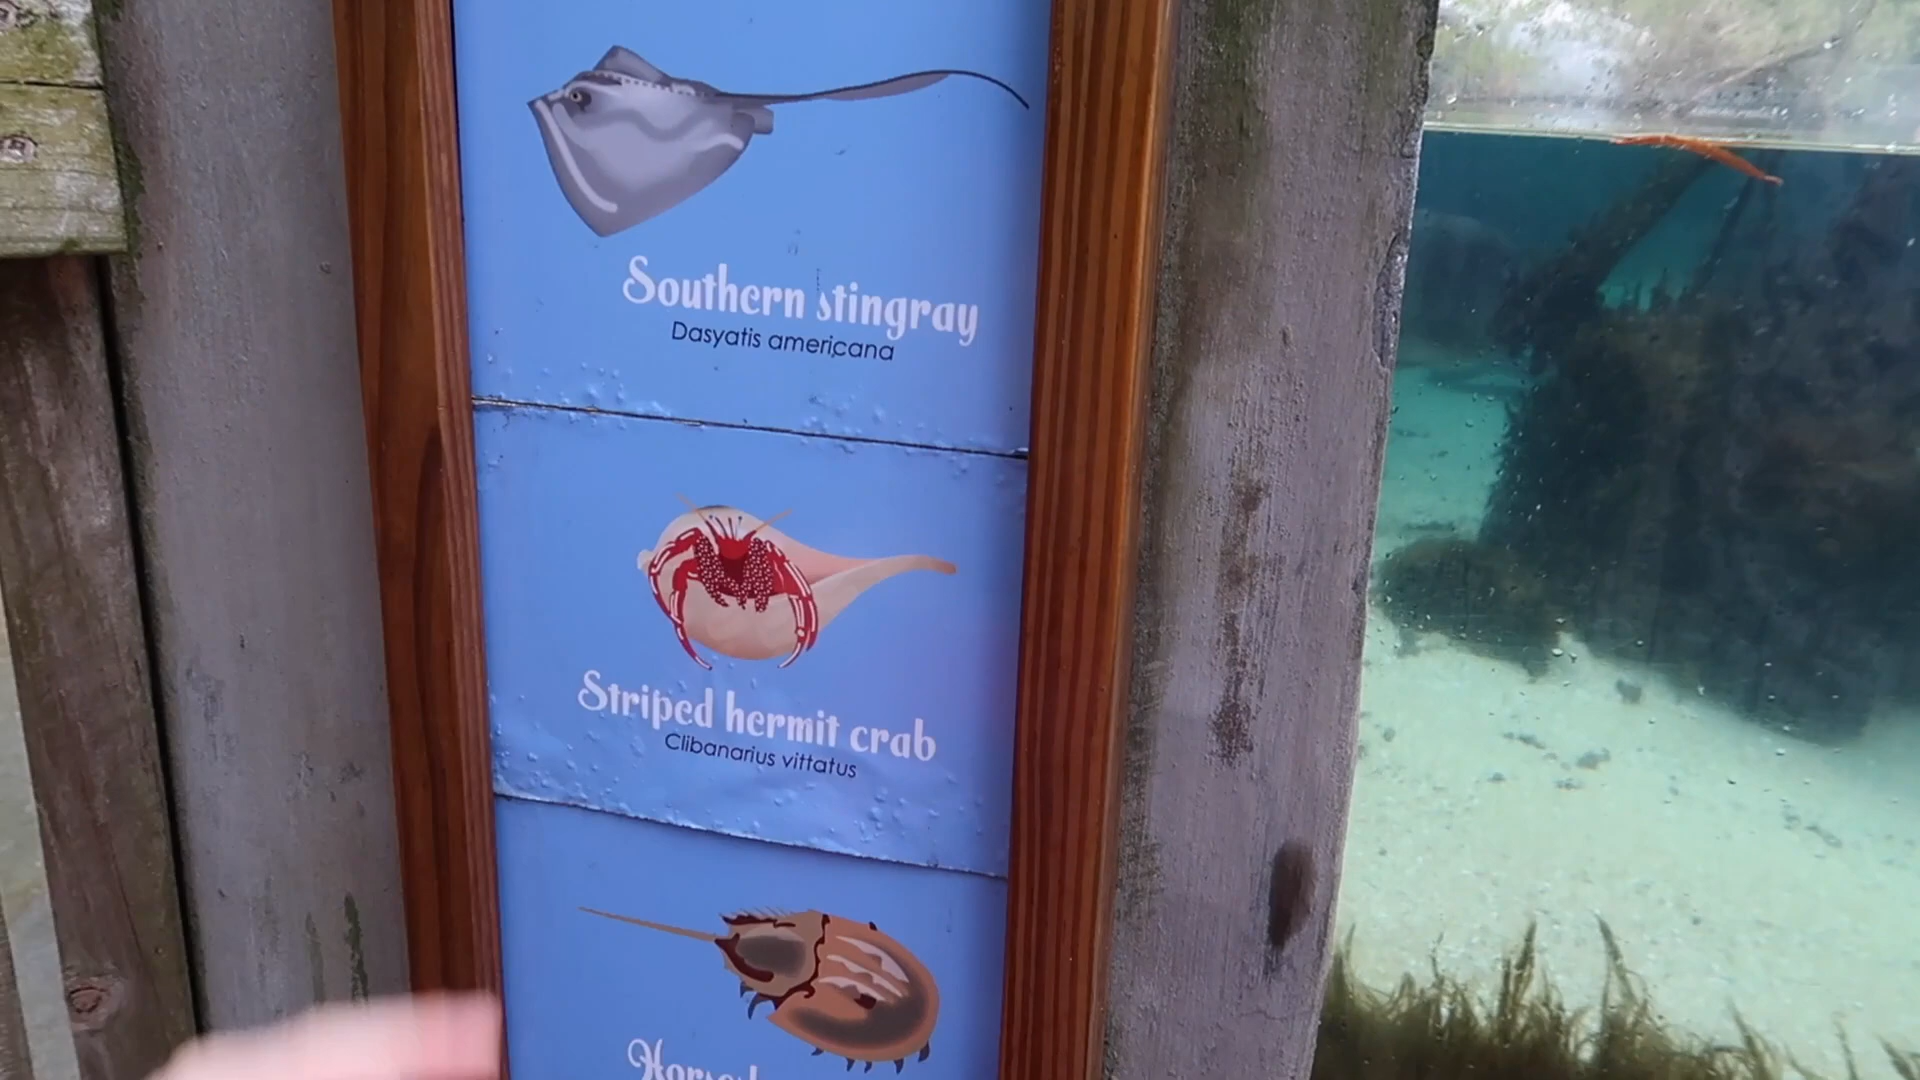 Southern stingray
Dasyatis americana
Striped hermit crab
Clibanarius vittatus